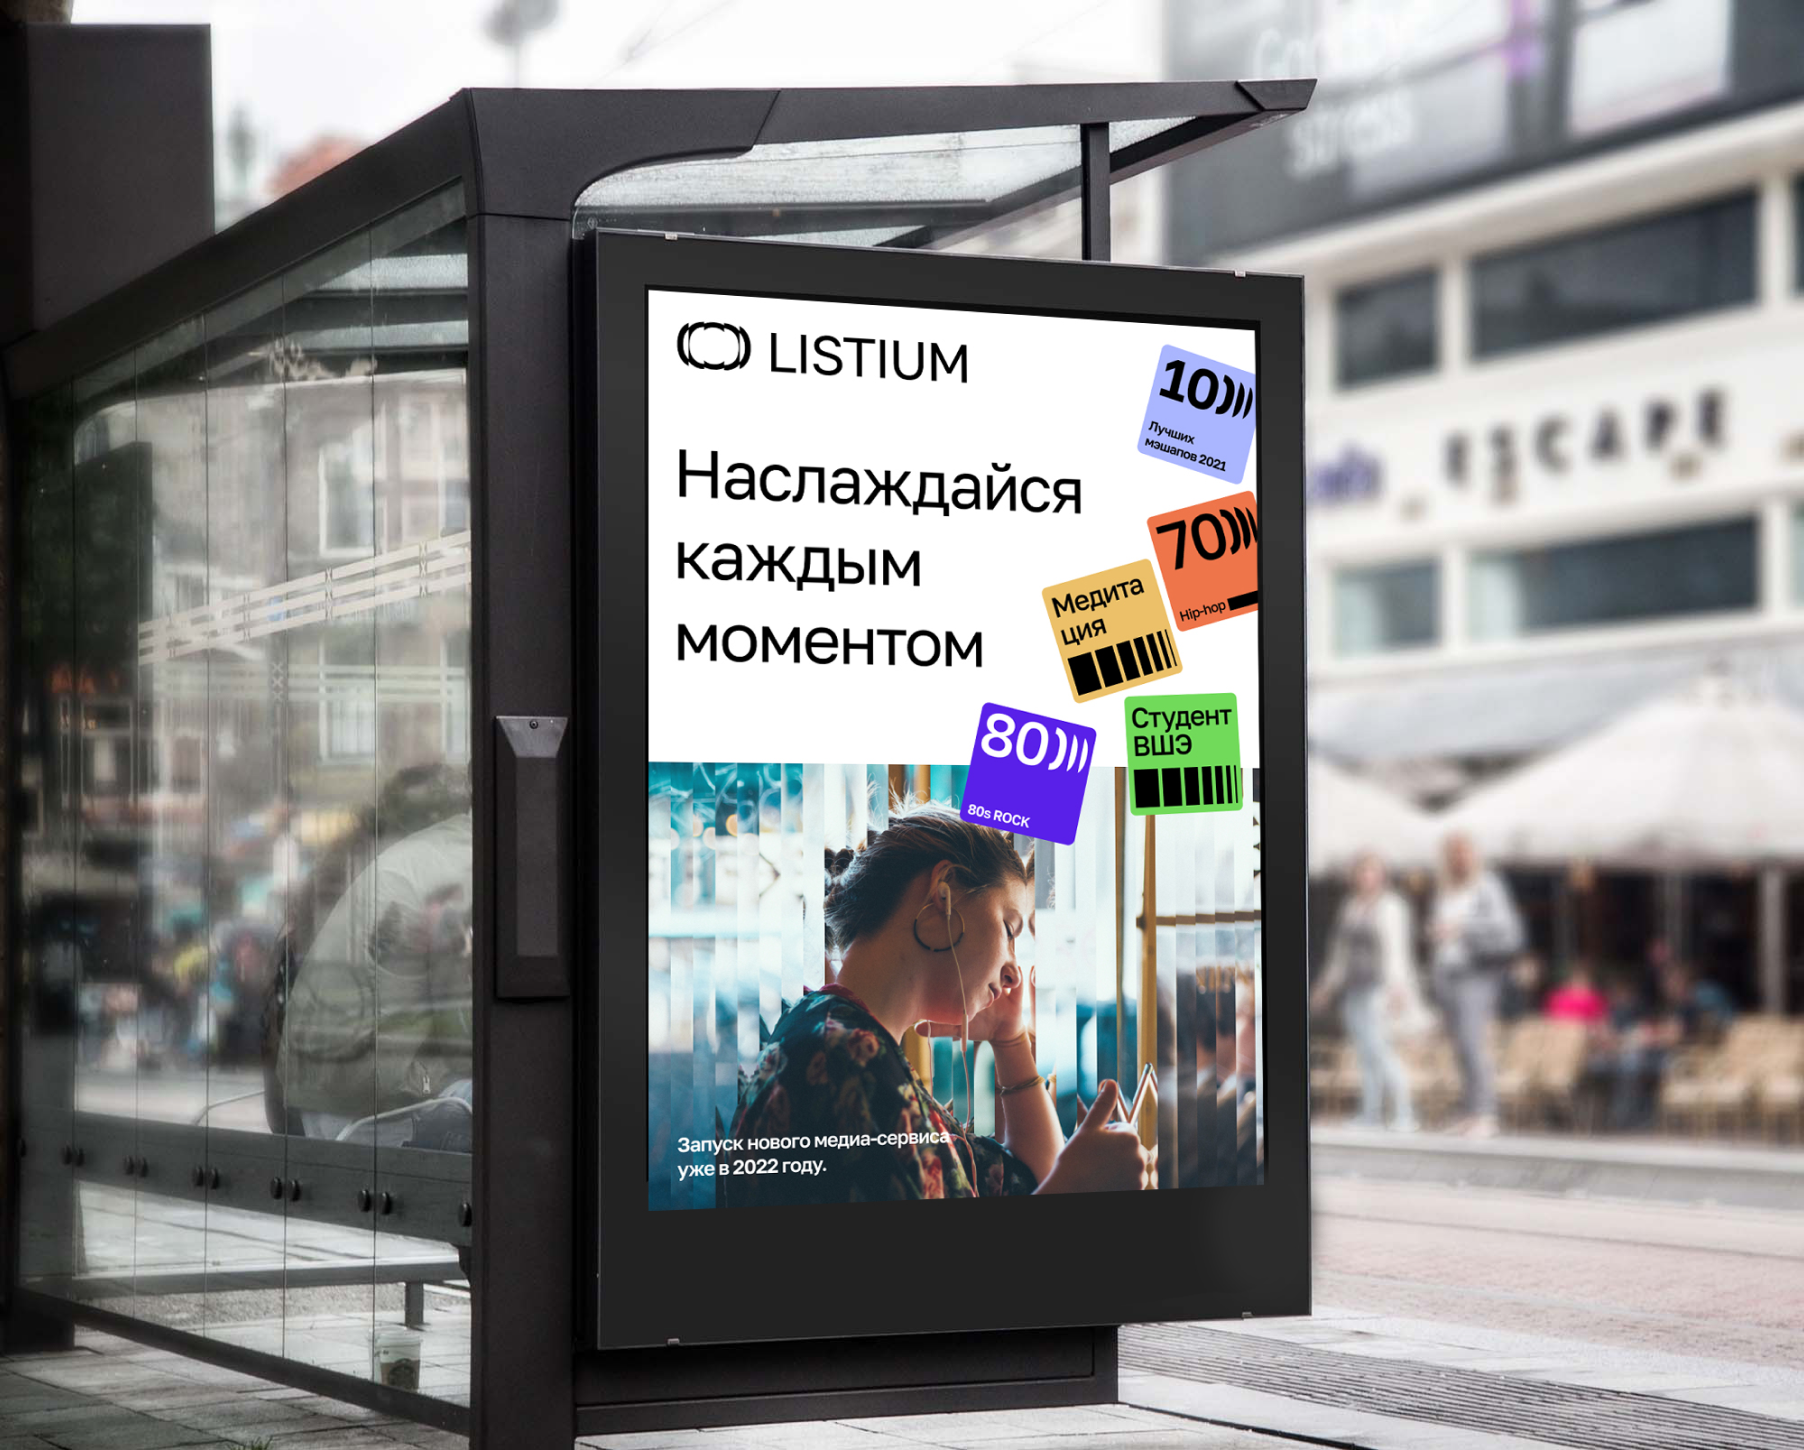 LISTIUM
Наслаждайся
каждым
моментом
10
Лучших
мэшапов 2021
70
Hip-hop
Медита
ция
Студент
ВШЭ
80
80s ROCK
Запуск нового медиа-сервиса
уже в 2022 году.
ESCAPE